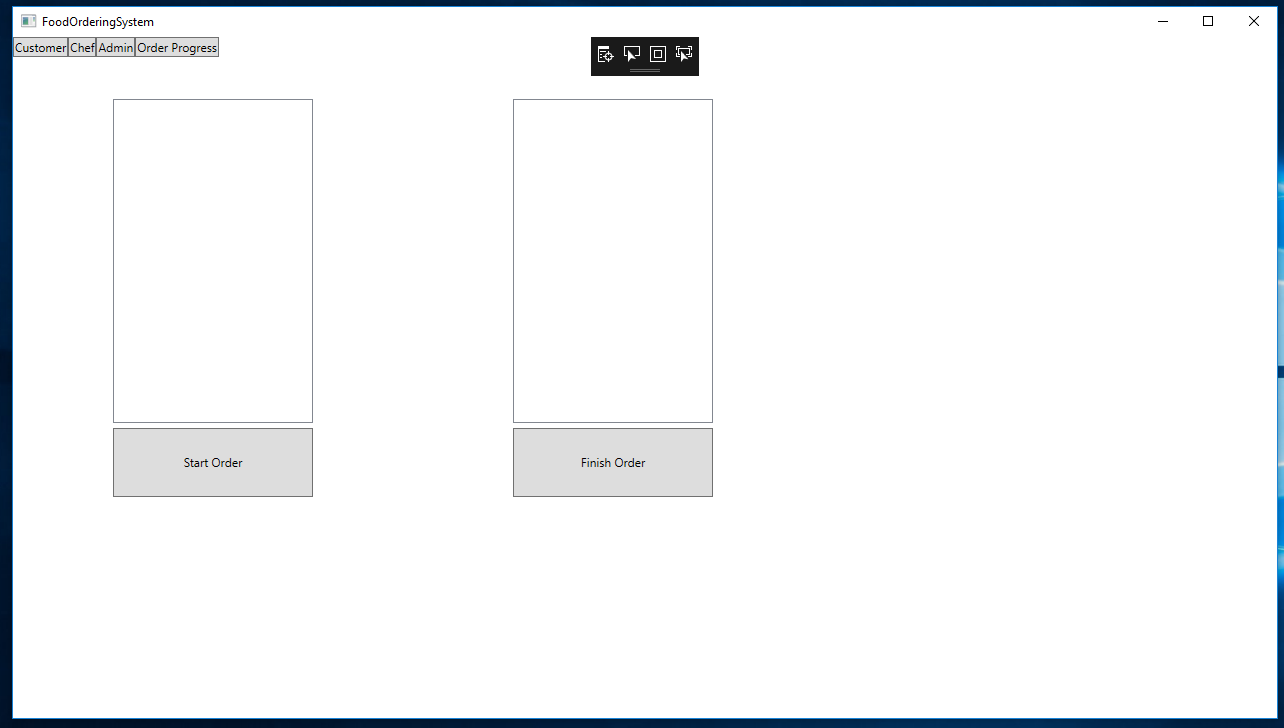 FoodOrderingSystem
Customer Chef Admin Order Progress
Start Order Finish Order